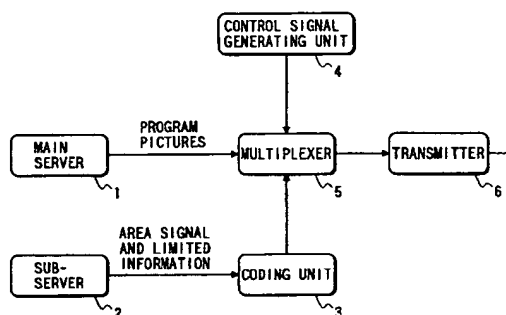 CONTROL SIGNAL
GENERATING UNIT
4
PROGRAM
PICTURES
MAIN
SERVER
1
MULTIPLEXER
5
TRANSMITTER
6
AREA SIGNAL
AND LIMITED
INFORMATION
SUB-
SERVER
2
CODING UNIT
3